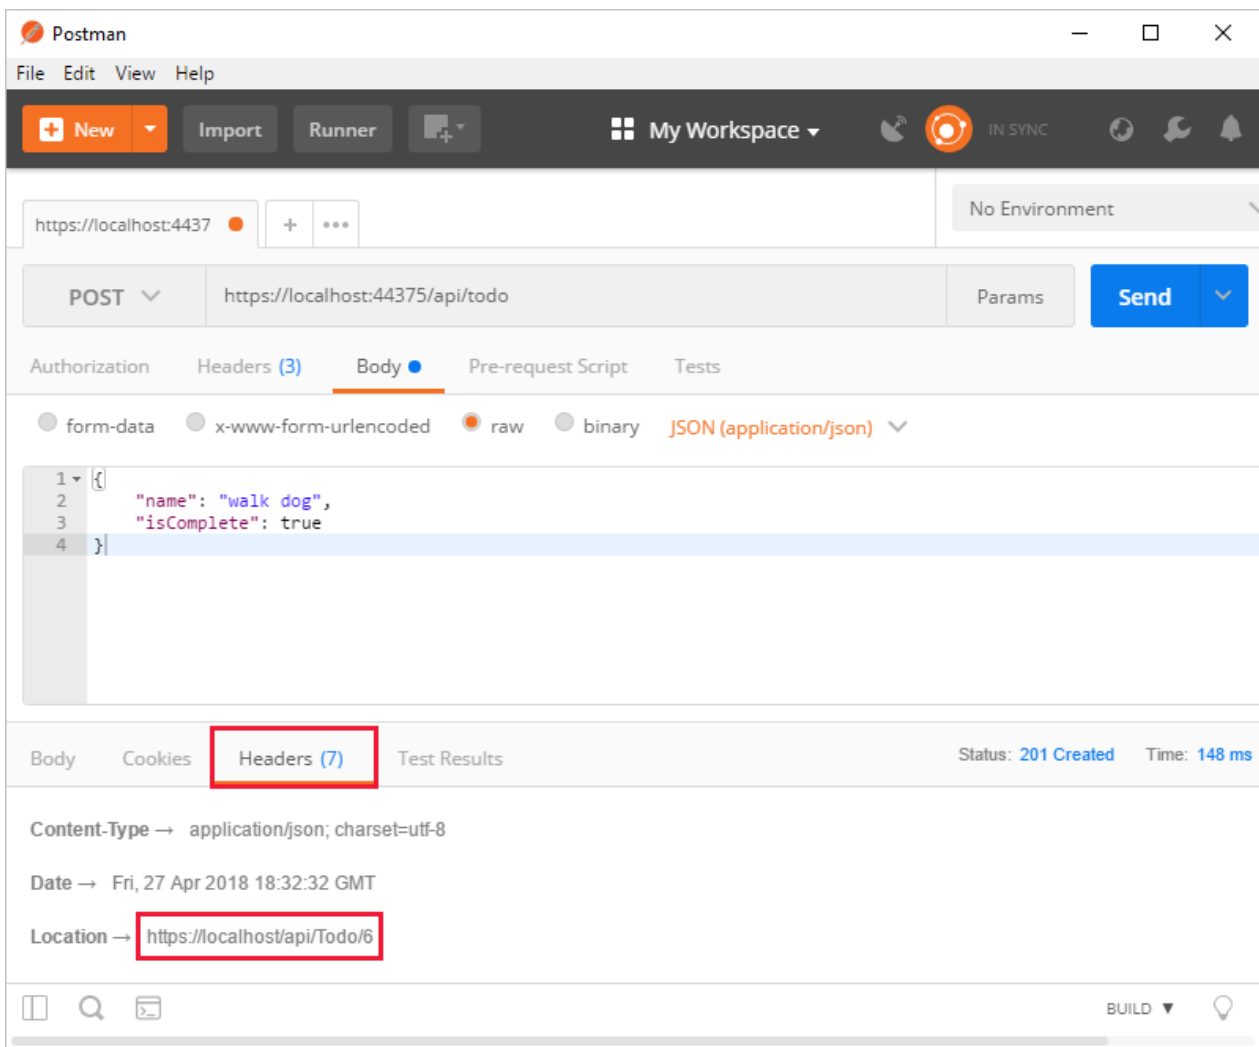 Postman
File Edit View Help
New Import Runner My Workspace IN SYNC
https://localhost:4437 + ••• No Environment
POST https://localhost:44375/api/todo Params Send
Authorization Headers (3) Body Pre-request Script Tests
form-data x-www-form-urlencoded raw binary JSON (application/json)
1 {
2 "name": "walk dog",
3 "isComplete": true
4 }
Body Cookies Headers (7) Test Results Status: 201 Created Time: 148 ms
Content-Type → application/json; charset=utf-8
Date → Fri, 27 Apr 2018 18:32:32 GMT
Location → https://localhost/api/Todo/6
BUILD ▼